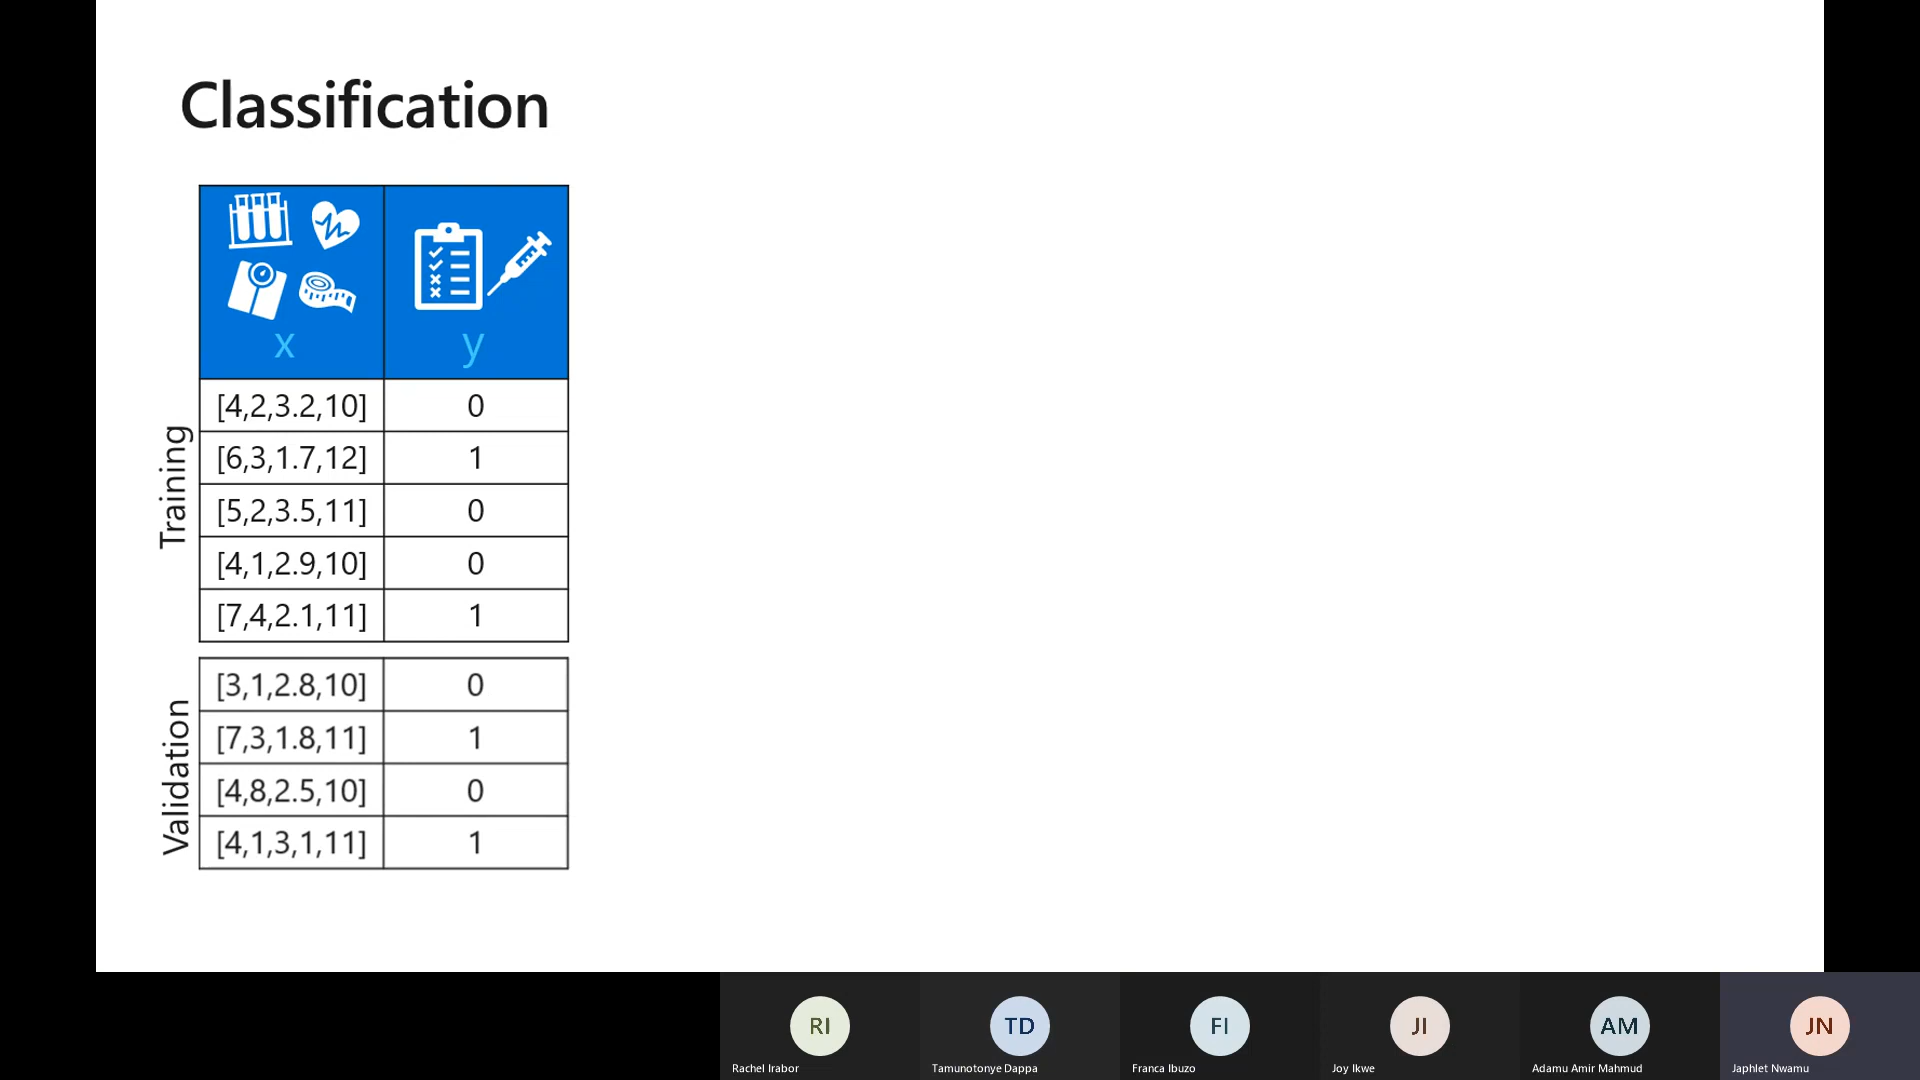 Classification
x y
Training
[4,2,3.2,10] 0
[6,3,1.7,12] 1
[5,2,3.5,11] 0
[4,1,2.9,10] 0
[7,4,2.1,11] 1
Validation
[3,1,2.8,10] 0
[7,3,1.8,11] 1
[4,8,2.5,10] 0
[4,1,3,1,11] 1
RI TD FI JI AM JN
Rachel Irabor Tamunotonye Dappa Franca Ibuzo Joy Ikwe Adamu Amir Mahmud Japhlet Nwamu